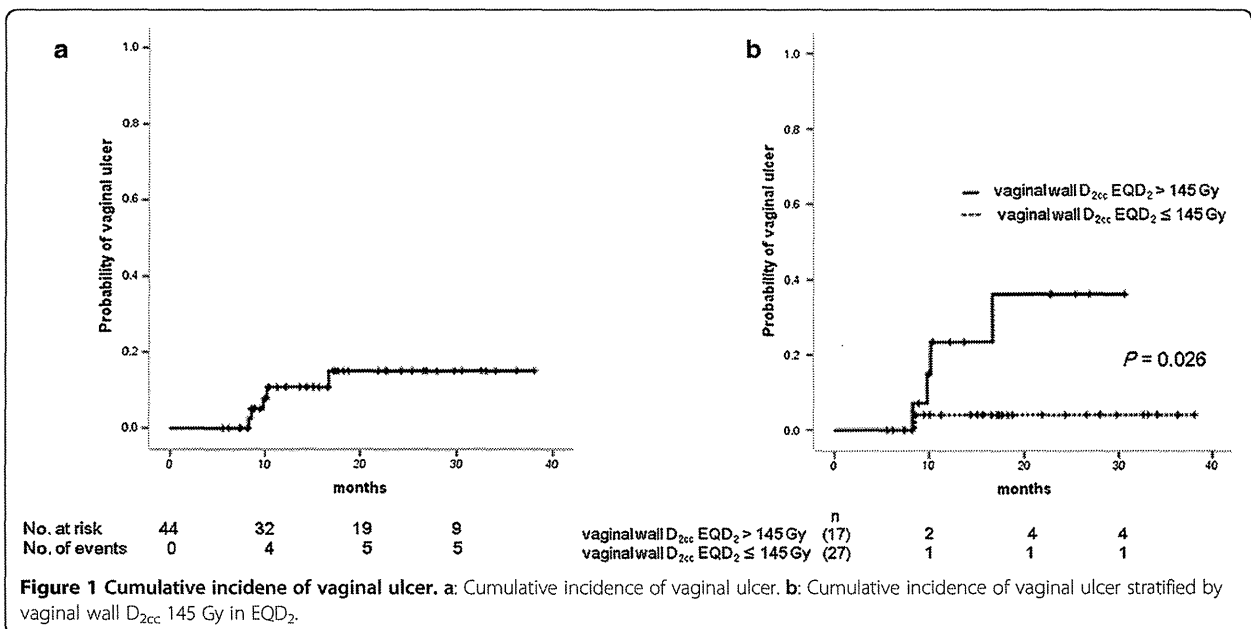 a
1.0
0.8
0.6
0.4
0.2
0.0
Probability of vaginal ulcer
0 10 20 30 40
months
No. at risk 44 32 19 9
No. of events 0 4 5 5
b
1.0
0.8
0.6
0.4
0.2
0.0
Probability of vaginal ulcer
vaginal wall D2cc EQD2 > 145 Gy
vaginal wall D2cc EQD2 ≤ 145 Gy
P = 0.026
0 10 20 30 40
months
n
vaginal wall D2cc EQD2 > 145 Gy (17) 2 4 4
vaginal wall D2cc EQD2 ≤ 145 Gy (27) 1 1 1
Figure 1 Cumulative incidene of vaginal ulcer. a: Cumulative incidence of vaginal ulcer. b: Cumulative incidence of vaginal ulcer stratified by
vaginal wall D2cc 145 Gy in EQD2.